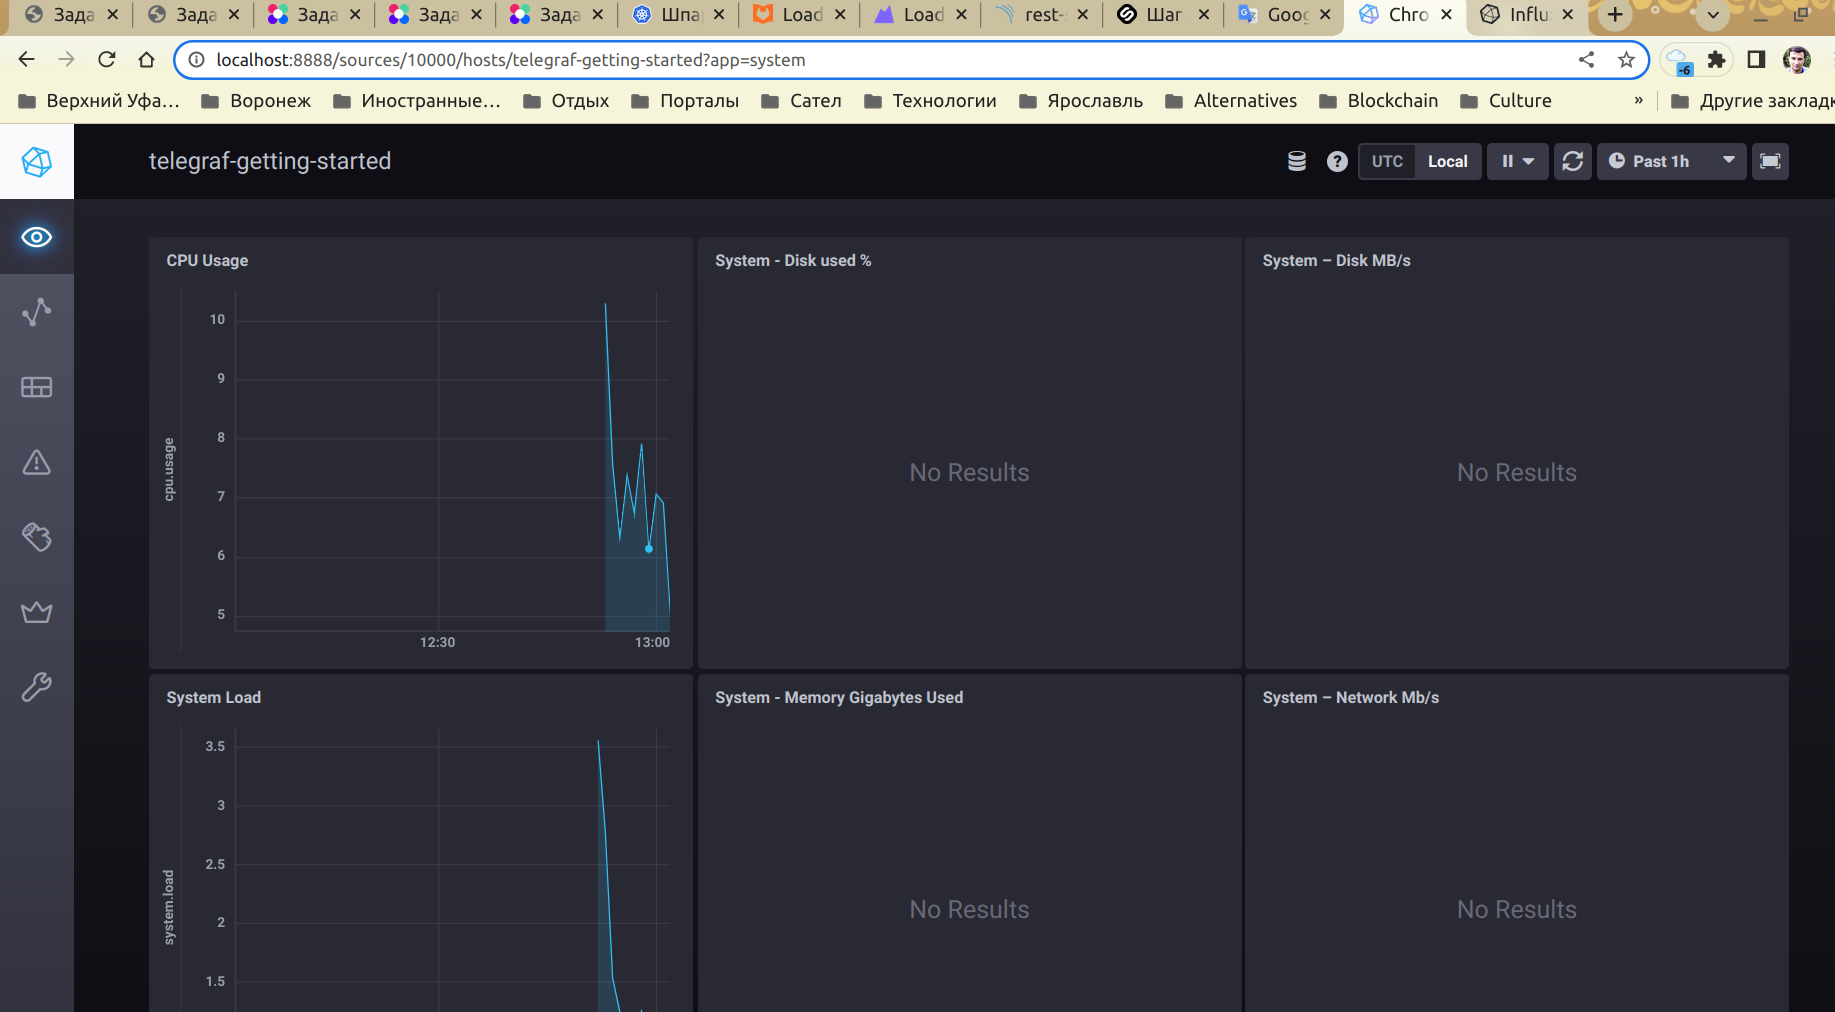 Зада Зада Зада Зада Зада Шпа Load Load rest- Шаг Goog Chro Influ
localhost:8888/sources/10000/hosts/telegraf-getting-started?app=system
-6
Верхний Уфа... Воронеж Иностранные... Отдых Порталы Сател Технологии Ярославль Alternatives Blockchain Culture » Другие закладк
telegraf-getting-started
UTC Local Past 1h
CPU Usage
10
9
8
7
6
5
cpu.usage
12:30 13:00
System - Disk used %
No Results
System – Disk MB/s
No Results
System Load
3.5
3
2.5
2
1.5
system.load
System - Memory Gigabytes Used
No Results
System – Network Mb/s
No Results